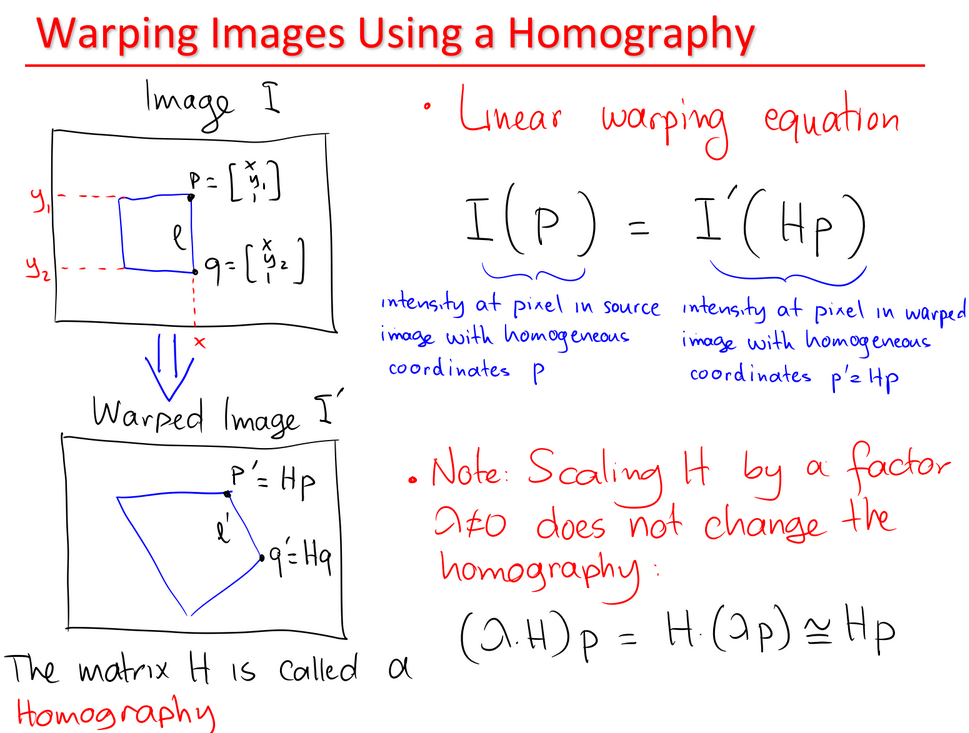 Warping Images Using a Homography
Image I
p = [x y₁ 1]
y₁
l
y₂
q = [x y₂ 1]
x
Warped Image I′
p′ = Hp
l′
q′ = Hq
The matrix H is called a
Homography
• Linear warping equation
I(p) = I′(Hp)
intensity at pixel in source
image with homogeneous
coordinates p
intensity at pixel in warped
image with homogeneous
coordinates p′ = Hp
• Note: Scaling H by a factor
λ≠0 does not change the
homography:
(λ.H)p = H.(λp) ≅ Hp